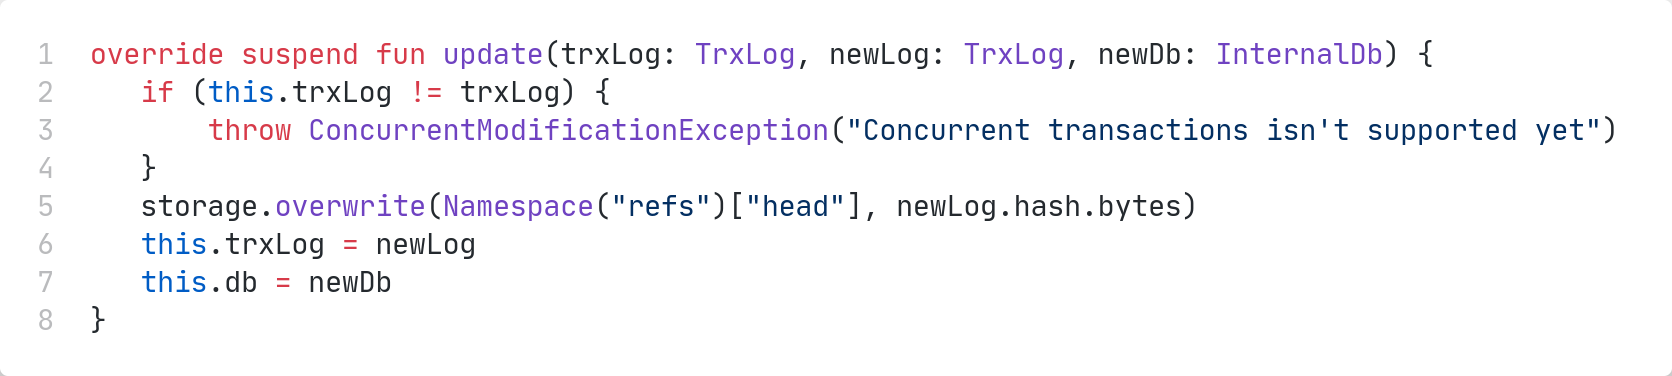 1 override suspend fun update(trxLog: TrxLog, newLog: TrxLog, newDb: InternalDb) {
2    if (this.trxLog != trxLog) {
3        throw ConcurrentModificationException("Concurrent transactions isn't supported yet")
4    }
5    storage.overwrite(Namespace("refs")["head"], newLog.hash.bytes)
6    this.trxLog = newLog
7    this.db = newDb
8 }